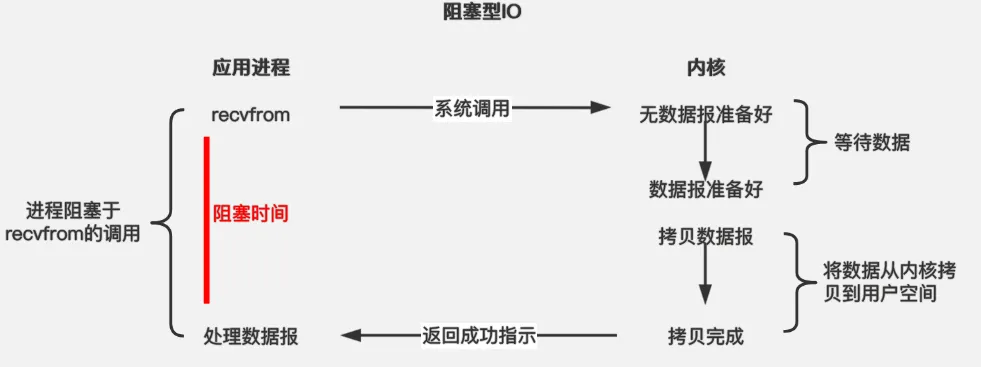 阻塞型IO
应用进程
内核
recvfrom
系统调用
无数据报准备好
等待数据
数据报准备好
进程阻塞于
recvfrom的调用
阻塞时间
拷贝数据报
将数据从内核拷
贝到用户空间
处理数据报
返回成功指示
拷贝完成